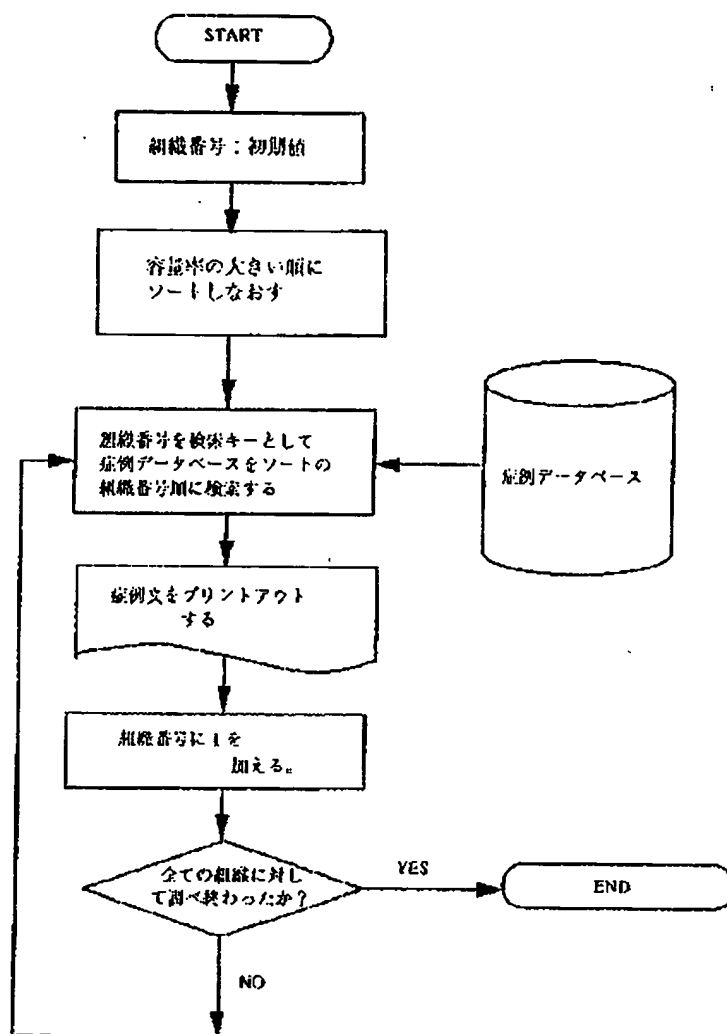 START
組織番号：初期値
容量率の大きい順に
ソートしなおす
組織番号を検索キーとして
症例データベースをソートの
組織番号順に検索する
症例データベース
症例文をプリントアウト
する
組織番号に1を
加える。
全ての組織に対し
て調べ終わったか？
YES
END
NO